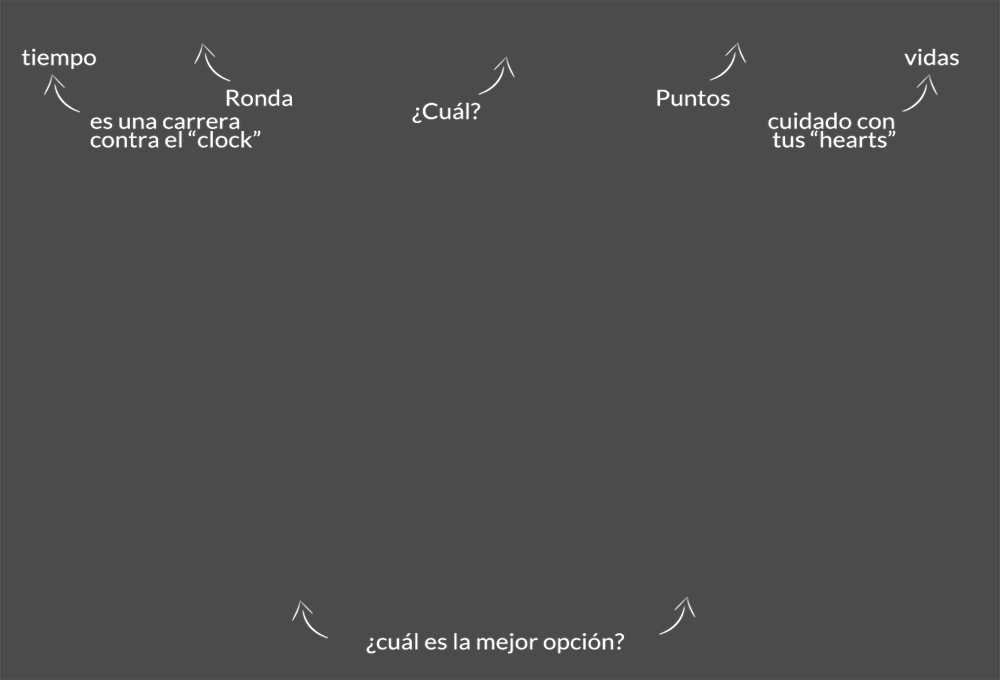 tiempo
vidas
Ronda
¿Cuál?
Puntos
es una carrera
contra el “clock”
cuidado con
tus “hearts”
¿cuál es la mejor opción?